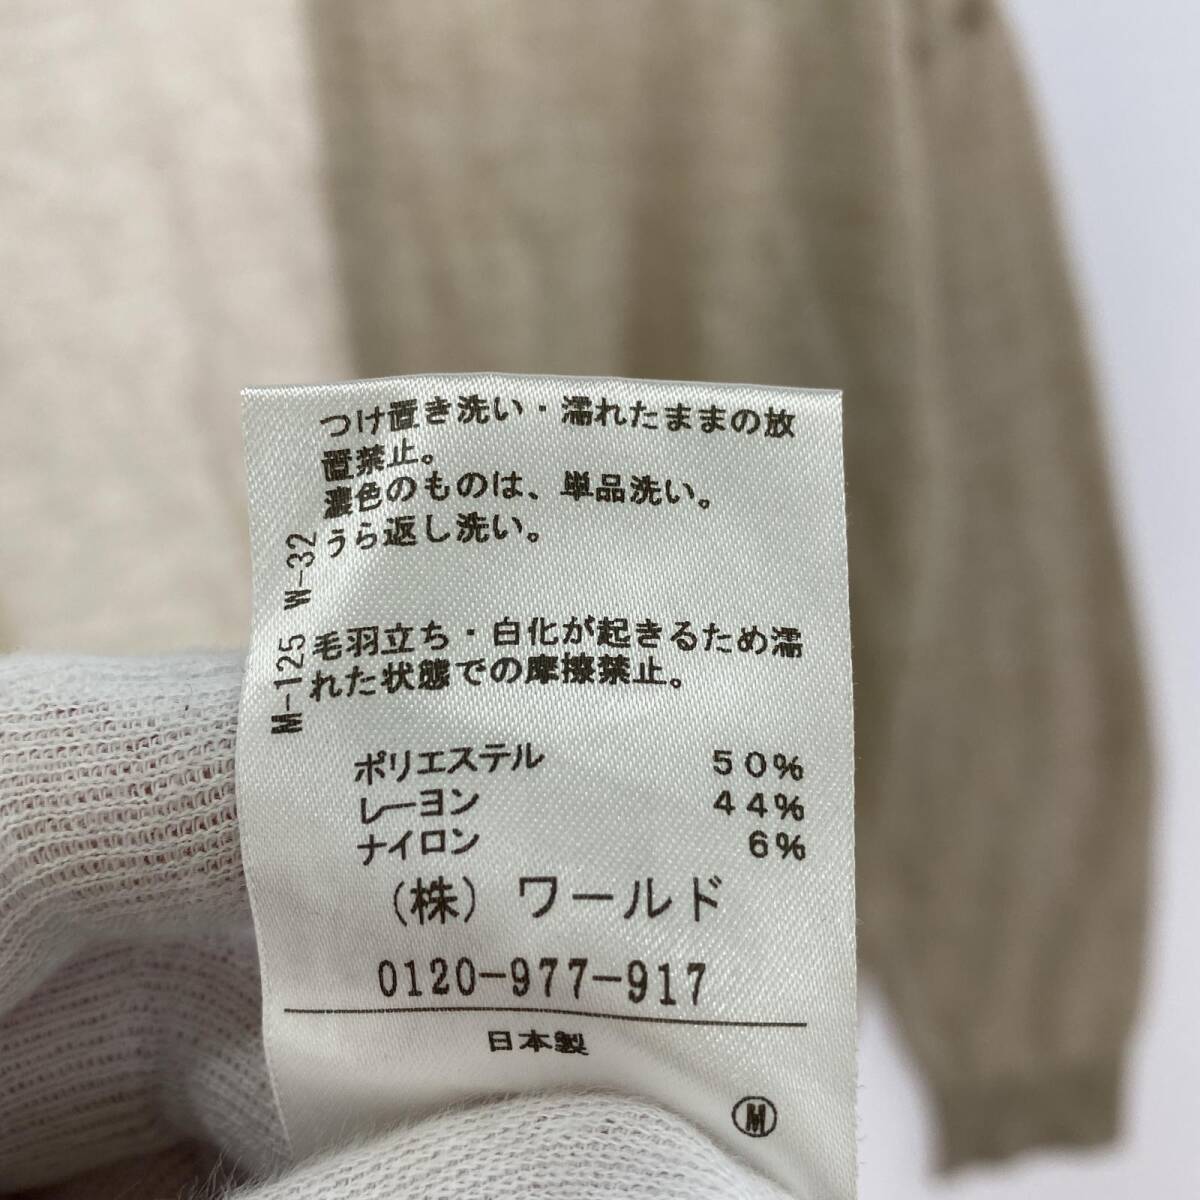 つけ置き洗い・濡れたままの放
置禁止。
濃色のものは、単品洗い。
うら返し洗い。
毛羽立ち・白化が起きるため濡
れた状態での摩擦禁止。
M-125 W-32
ポリエステル 50%
レーヨン 44%
ナイロン 6%
(株) ワールド
0120-977-917
日本製
M